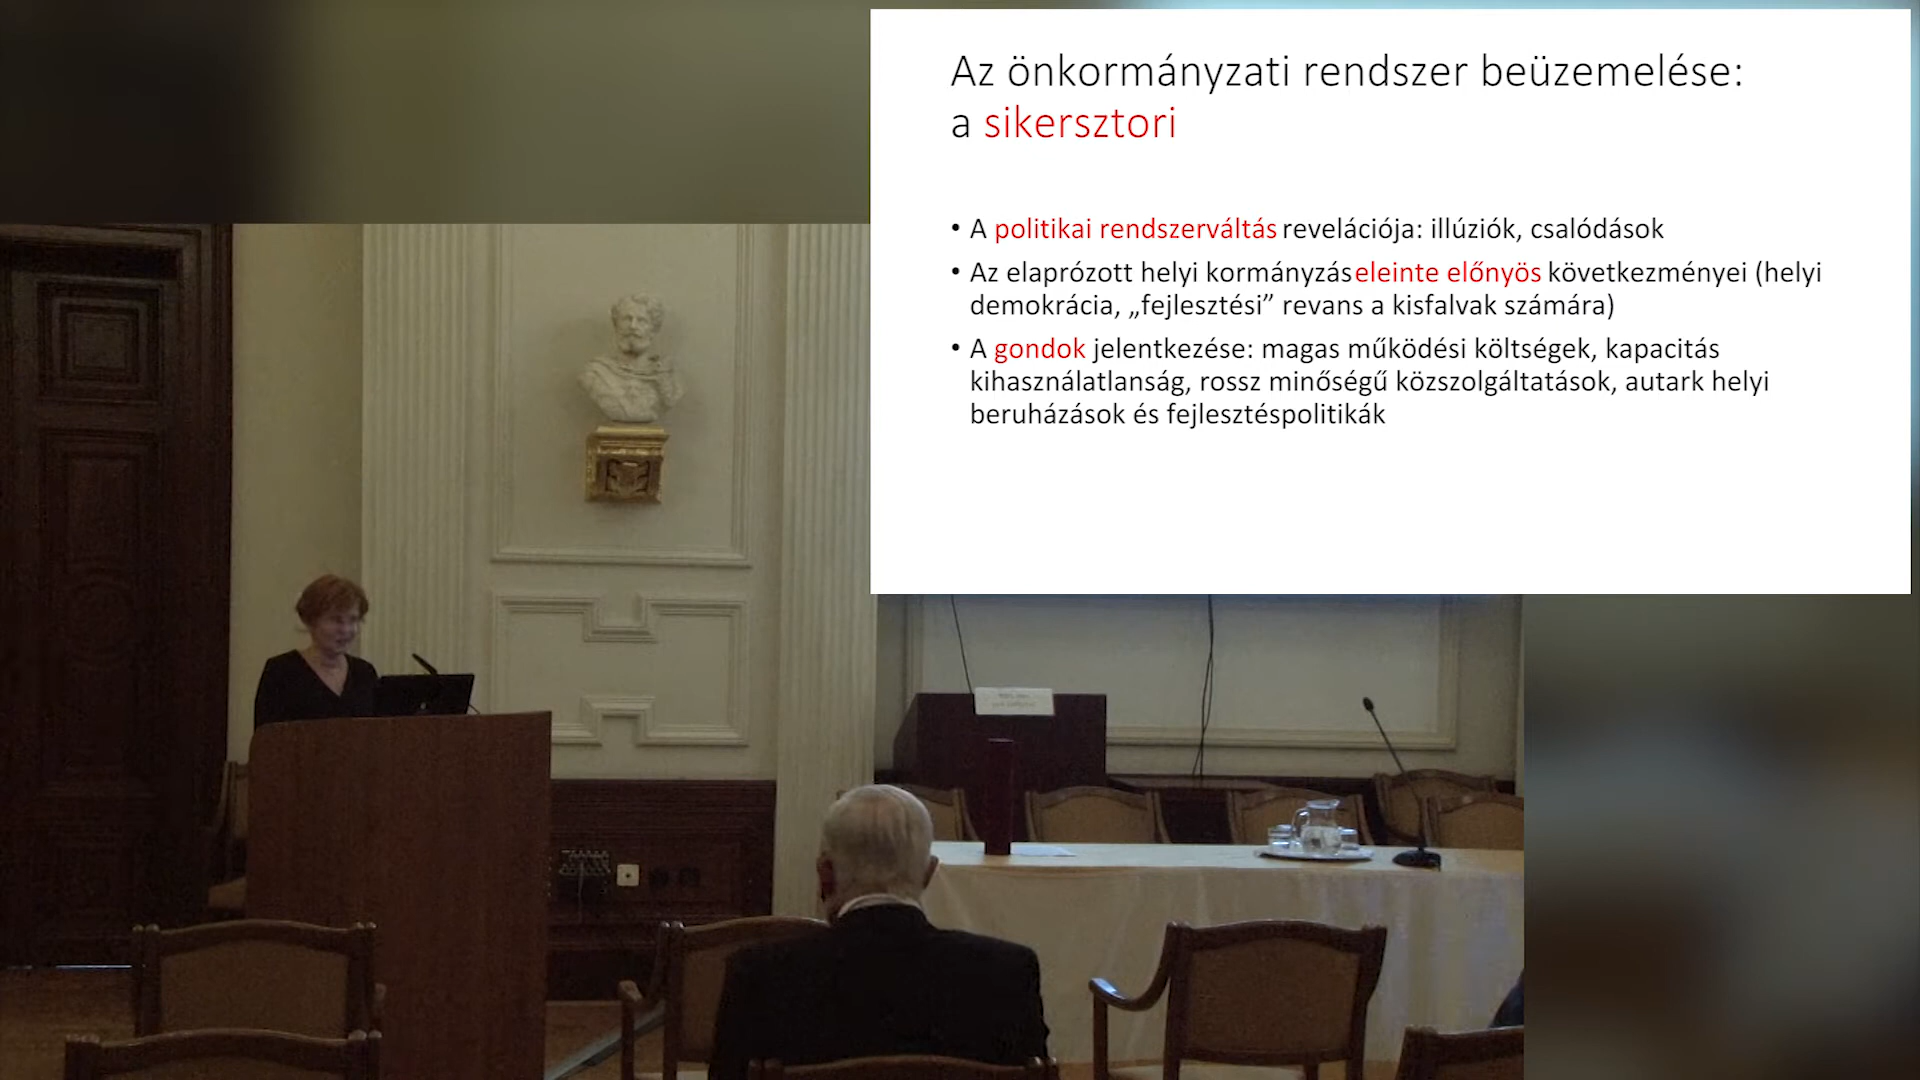 Az önkormányzati rendszer beüzemelése:
a sikersztori
• A politikai rendszerváltás revelációja: illúziók, csalódások
• Az elaprózott helyi kormányzás eleinte előnyös következményei (helyi
demokrácia, „fejlesztési” revans a kisfalvak számára)
• A gondok jelentkezése: magas működési költségek, kapacitás
kihasználatlanság, rossz minőségű közszolgáltatások, autark helyi
beruházások és fejlesztéspolitikák